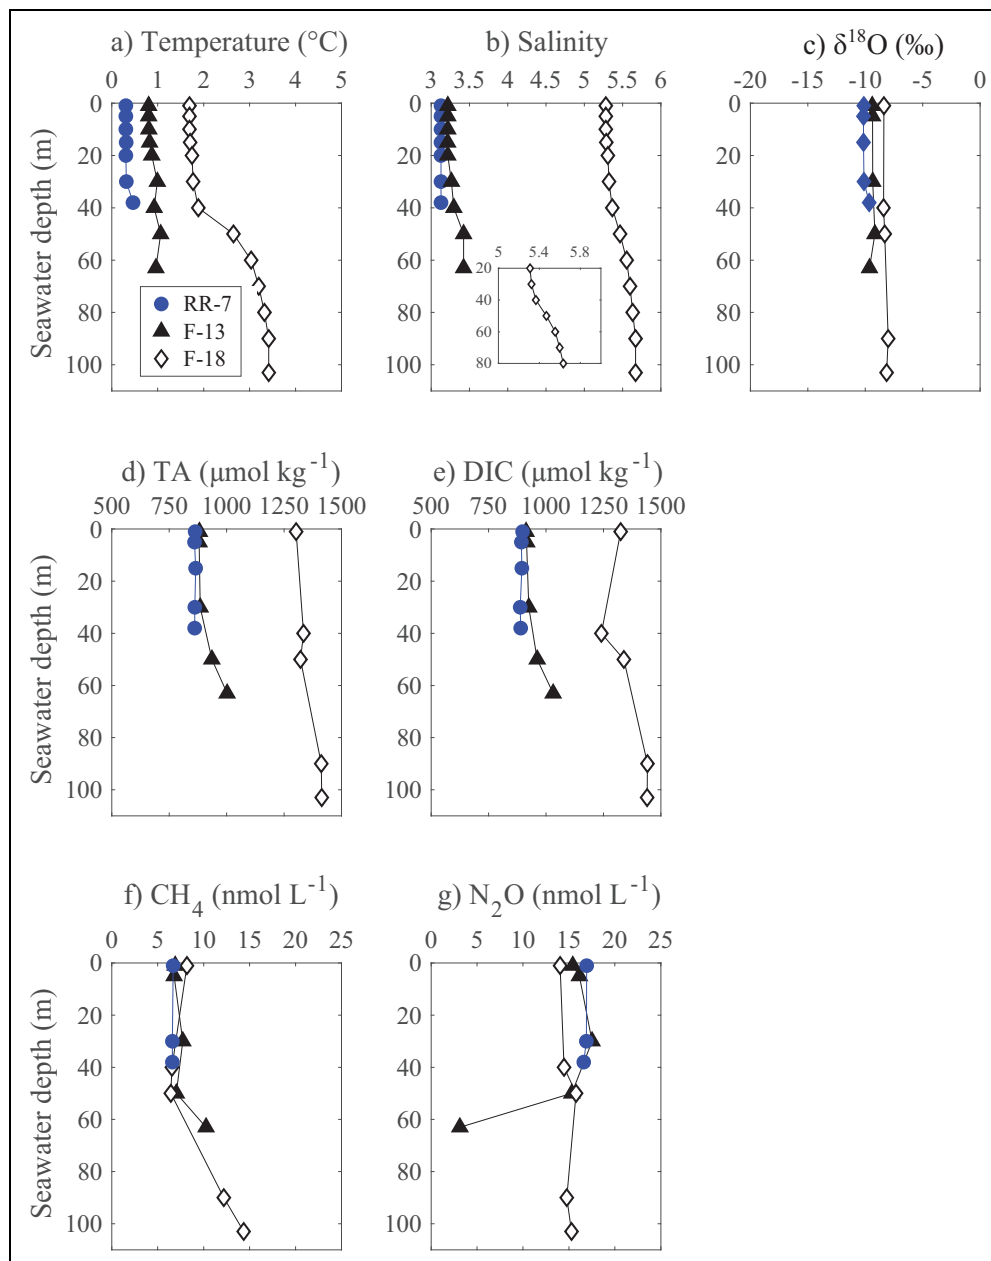 a) Temperature (°C)
0 1 2 3 4 5
Seawater depth (m)
0
20
40
60
80
100
RR-7
F-13
F-18
b) Salinity
3 3.5 4 4.5 5 5.5 6
0
20
40
60
80
100
5 5.4 5.8
20
40
60
80
c) δ¹⁸O (‰)
-20 -15 -10 -5 0
0
20
40
60
80
100
d) TA (μmol kg⁻¹)
500 750 1000 1250 1500
Seawater depth (m)
0
20
40
60
80
100
e) DIC (μmol kg⁻¹)
500 750 1000 1250 1500
0
20
40
60
80
100
f) CH₄ (nmol L⁻¹)
0 5 10 15 20 25
Seawater depth (m)
0
20
40
60
80
100
g) N₂O (nmol L⁻¹)
0 5 10 15 20 25
0
20
40
60
80
100